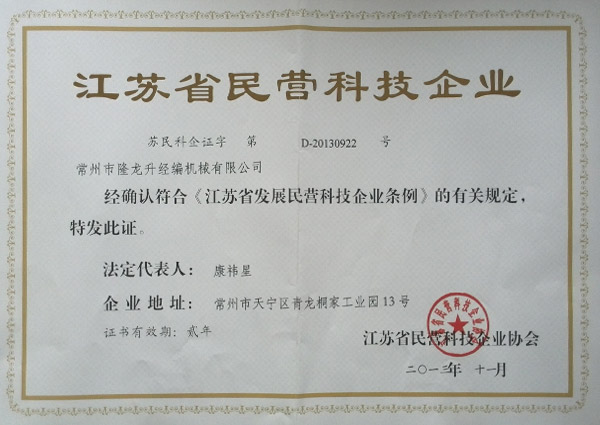 江苏省民营科技企业
苏民科企证字 第 D-20130922 号
常州市隆龙升经编机械有限公司
经确认符合《江苏省发展民营科技企业条例》的有关规定，
特发此证。
法定代表人： 康祎星
企业地址： 常州市天宁区青龙桐家工业园13号
证书有效期：贰年
江苏省民营科技企业协会
二〇一三年 十一月